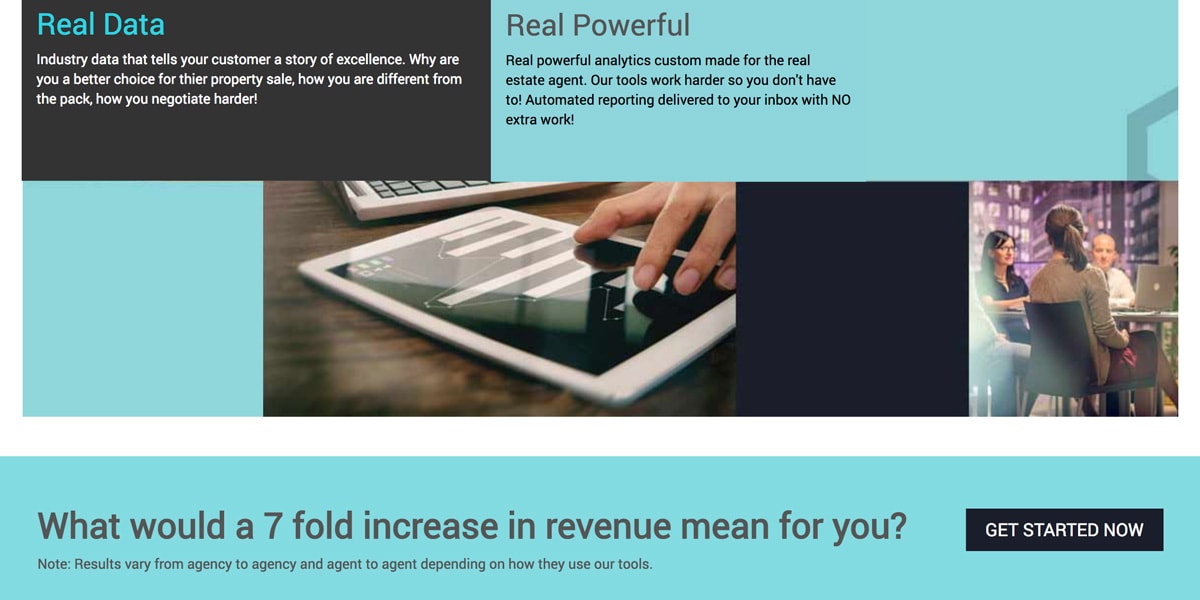 Real Data
Industry data that tells your customer a story of excellence. Why are
you a better choice for thier property sale, how you are different from
the pack, how you negotiate harder!
Real Powerful
Real powerful analytics custom made for the real
estate agent. Our tools work harder so you don't have
to! Automated reporting delivered to your inbox with NO
extra work!
What would a 7 fold increase in revenue mean for you?
Note: Results vary from agency to agency and agent to agent depending on how they use our tools.
GET STARTED NOW